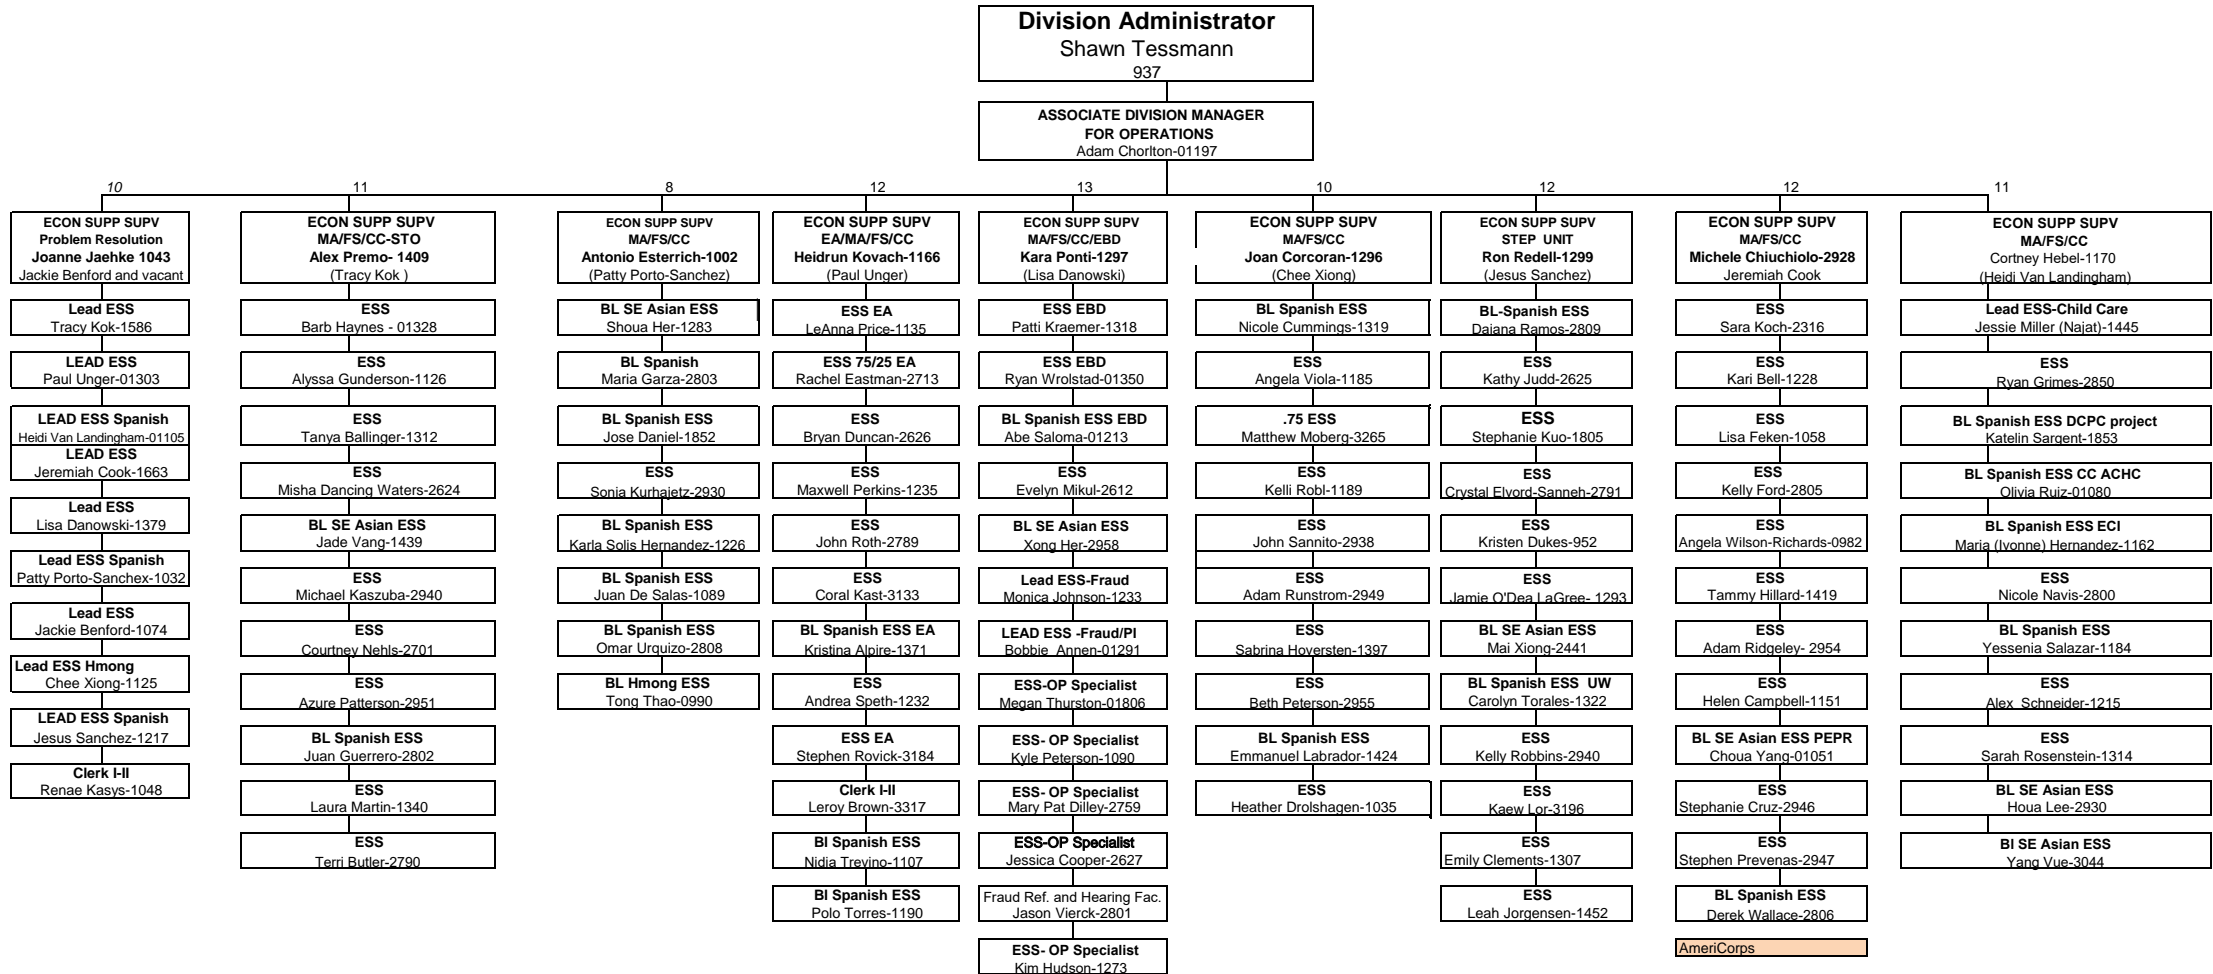 Division Administrator
Shawn Tessmann
937
ASSOCIATE DIVISION MANAGER
FOR OPERATIONS
Adam Chorlton-01197
10
11
8
12
13
10
12
12
11
ECON SUPP SUPV
Problem Resolution
Joanne Jaehke 1043
Jackie Benford and vacant
Lead ESS
Tracy Kok-1586
LEAD ESS
Paul Unger-01303
LEAD ESS Spanish
Heidi Van Landingham-01105
LEAD ESS
Jeremiah Cook-1663
Lead ESS
Lisa Danowski-1379
Lead ESS Spanish
Patty Porto-Sanchex-1032
Lead ESS
Jackie Benford-1074
Lead ESS Hmong
Chee Xiong-1125
LEAD ESS Spanish
Jesus Sanchez-1217
Clerk I-II
Renae Kasys-1048
ECON SUPP SUPV
MA/FS/CC-STO
Alex Premo- 1409
(Tracy Kok )
ESS
Barb Haynes - 01328
ESS
Alyssa Gunderson-1126
ESS
Tanya Ballinger-1312
ESS
Misha Dancing Waters-2624
BL SE Asian ESS
Jade Vang-1439
ESS
Michael Kaszuba-2940
ESS
Courtney Nehls-2701
ESS
Azure Patterson-2951
BL Spanish ESS
Juan Guerrero-2802
ESS
Laura Martin-1340
ESS
Terri Butler-2790
ECON SUPP SUPV
MA/FS/CC
Antonio Esterrich-1002
(Patty Porto-Sanchez)
BL SE Asian ESS
Shoua Her-1283
BL Spanish
Maria Garza-2803
BL Spanish ESS
Jose Daniel-1852
ESS
Sonia Kurhajetz-2930
BL Spanish ESS
Karla Solis Hernandez-1226
BL Spanish ESS
Juan De Salas-1089
BL Spanish ESS
Omar Urquizo-2808
BL Hmong ESS
Tong Thao-0990
ECON SUPP SUPV
EA/MA/FS/CC
Heidrun Kovach-1166
(Paul Unger)
ESS EA
LeAnna Price-1135
ESS 75/25 EA
Rachel Eastman-2713
ESS
Bryan Duncan-2626
ESS
Maxwell Perkins-1235
ESS
John Roth-2789
ESS
Coral Kast-3133
BL Spanish ESS EA
Kristina Alpire-1371
ESS
Andrea Speth-1232
ESS EA
Stephen Rovick-3184
Clerk I-II
Leroy Brown-3317
BI Spanish ESS
Nidia Trevino-1107
BI Spanish ESS
Polo Torres-1190
ECON SUPP SUPV
MA/FS/CC/EBD
Kara Ponti-1297
(Lisa Danowski)
ESS EBD
Patti Kraemer-1318
ESS EBD
Ryan Wrolstad-01350
BL Spanish ESS EBD
Abe Saloma-01213
ESS
Evelyn Mikul-2612
BL SE Asian ESS
Xong Her-2958
Lead ESS-Fraud
Monica Johnson-1233
LEAD ESS -Fraud/PI
Bobbie Annen-01291
ESS-OP Specialist
Megan Thurston-01806
ESS- OP Specialist
Kyle Peterson-1090
ESS- OP Specialist
Mary Pat Dilley-2759
ESS-OP Specialist
Jessica Cooper-2627
Fraud Ref. and Hearing Fac.
Jason Vierck-2801
ESS- OP Specialist
Kim Hudson-1273
ECON SUPP SUPV
MA/FS/CC
Joan Corcoran-1296
(Chee Xiong)
BL Spanish ESS
Nicole Cummings-1319
ESS
Angela Viola-1185
.75 ESS
Matthew Moberg-3265
ESS
Kelli Robl-1189
ESS
John Sannito-2938
ESS
Adam Runstrom-2949
ESS
Sabrina Hoversten-1397
ESS
Beth Peterson-2955
BL Spanish ESS
Emmanuel Labrador-1424
ESS
Heather Drolshagen-1035
ECON SUPP SUPV
STEP UNIT
Ron Redell-1299
(Jesus Sanchez)
BL-Spanish ESS
Daiana Ramos-2809
ESS
Kathy Judd-2625
ESS
Stephanie Kuo-1805
ESS
Crystal Elvord-Sanneh-2791
ESS
Kristen Dukes-952
ESS
Jamie O'Dea LaGree- 1293
BL SE Asian ESS
Mai Xiong-2441
BL Spanish ESS UW
Carolyn Torales-1322
ESS
Kelly Robbins-2940
ESS
Kaew Lor-3196
ESS
Emily Clements-1307
ESS
Leah Jorgensen-1452
ECON SUPP SUPV
MA/FS/CC
Michele Chiuchiolo-2928
Jeremiah Cook
ESS
Sara Koch-2316
ESS
Kari Bell-1228
ESS
Lisa Feken-1058
ESS
Kelly Ford-2805
ESS
Angela Wilson-Richards-0982
ESS
Tammy Hillard-1419
ESS
Adam Ridgeley- 2954
ESS
Helen Campbell-1151
BL SE Asian ESS PEPR
Choua Yang-01051
ESS
Stephanie Cruz-2946
ESS
Stephen Prevenas-2947
BL Spanish ESS
Derek Wallace-2806
AmeriCorps
ECON SUPP SUPV
MA/FS/CC
Cortney Hebel-1170
(Heidi Van Landingham)
Lead ESS-Child Care
Jessie Miller (Najat)-1445
ESS
Ryan Grimes-2850
BL Spanish ESS DCPC project
Katelin Sargent-1853
BL Spanish ESS CC ACHC
Olivia Ruiz-01080
BL Spanish ESS ECI
Maria (Ivonne) Hernandez-1162
ESS
Nicole Navis-2800
BL Spanish ESS
Yessenia Salazar-1184
ESS
Alex Schneider-1215
ESS
Sarah Rosenstein-1314
BL SE Asian ESS
Houa Lee-2930
BI SE Asian ESS
Yang Vue-3044